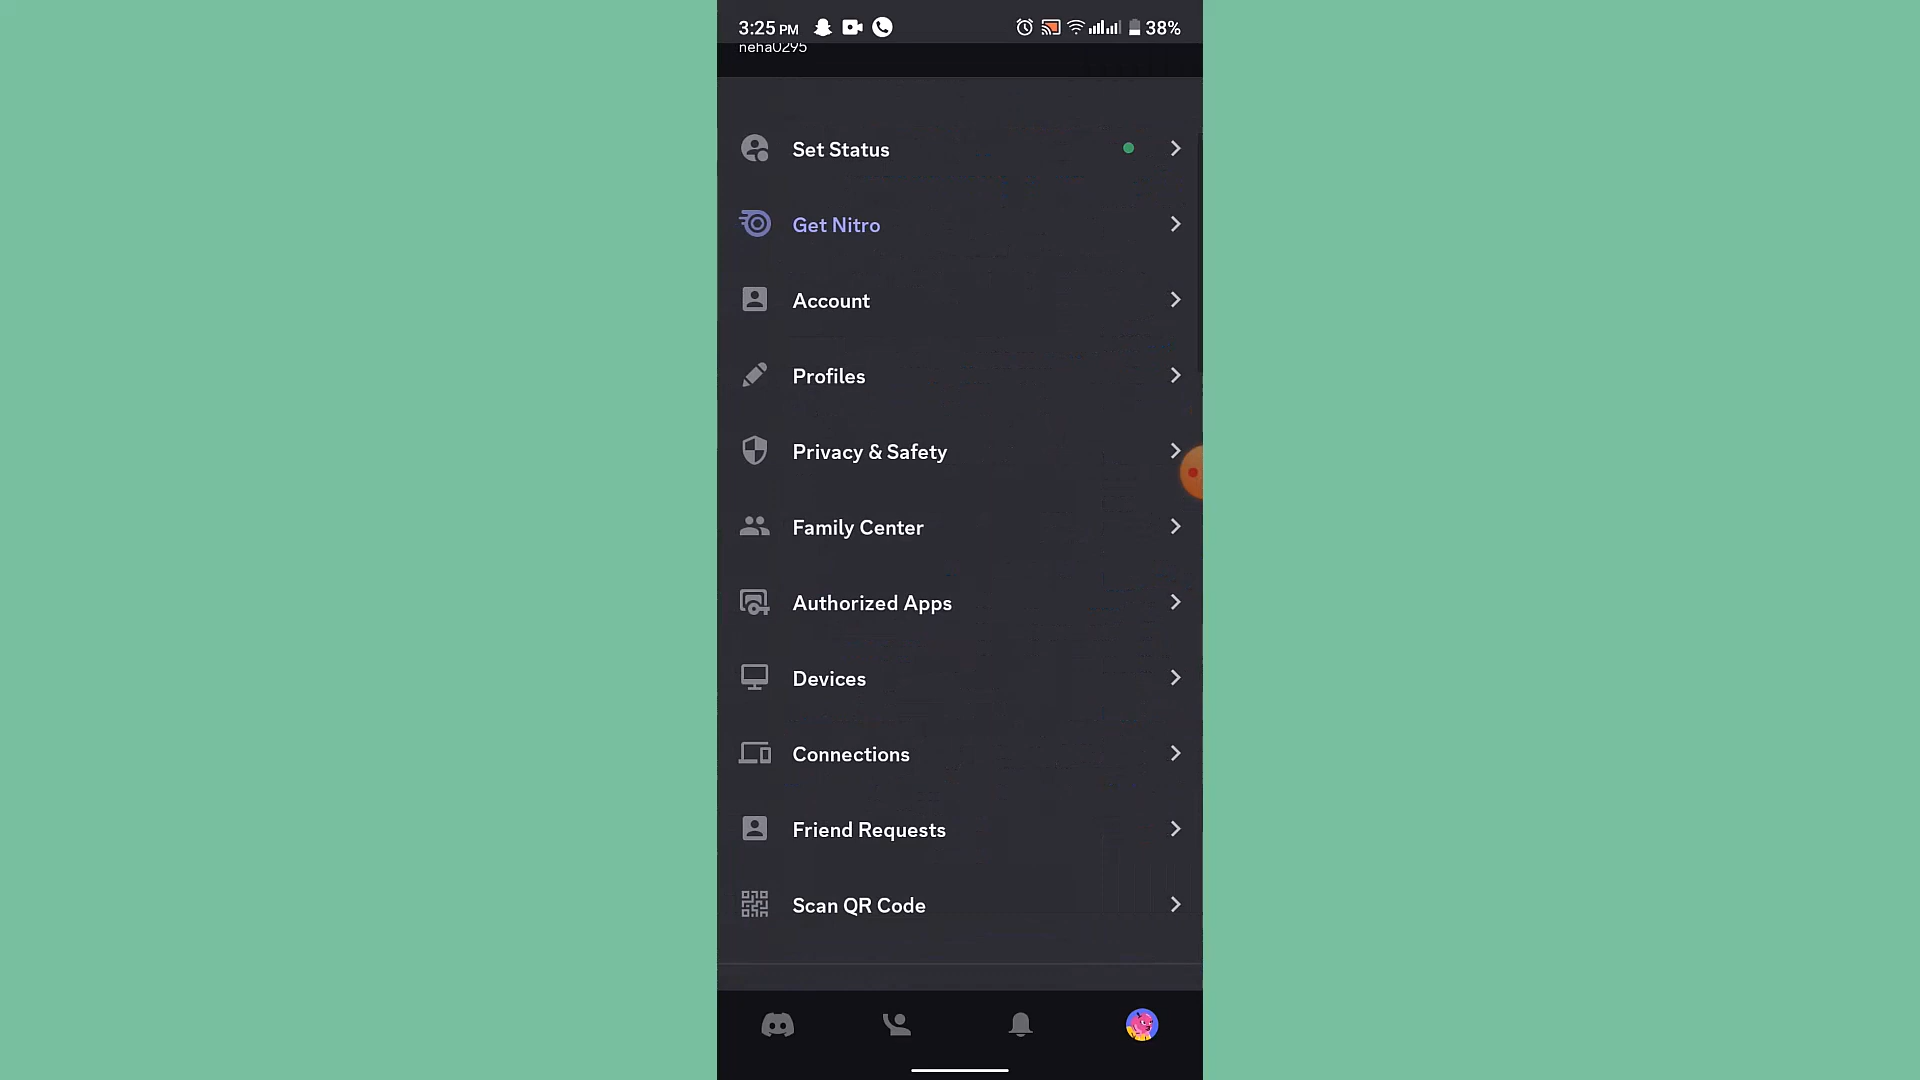 3:25 PM 38%
neha0295
Set Status
Get Nitro
Account
Profiles
Privacy & Safety
Family Center
Authorized Apps
Devices
Connections
Friend Requests
Scan QR Code